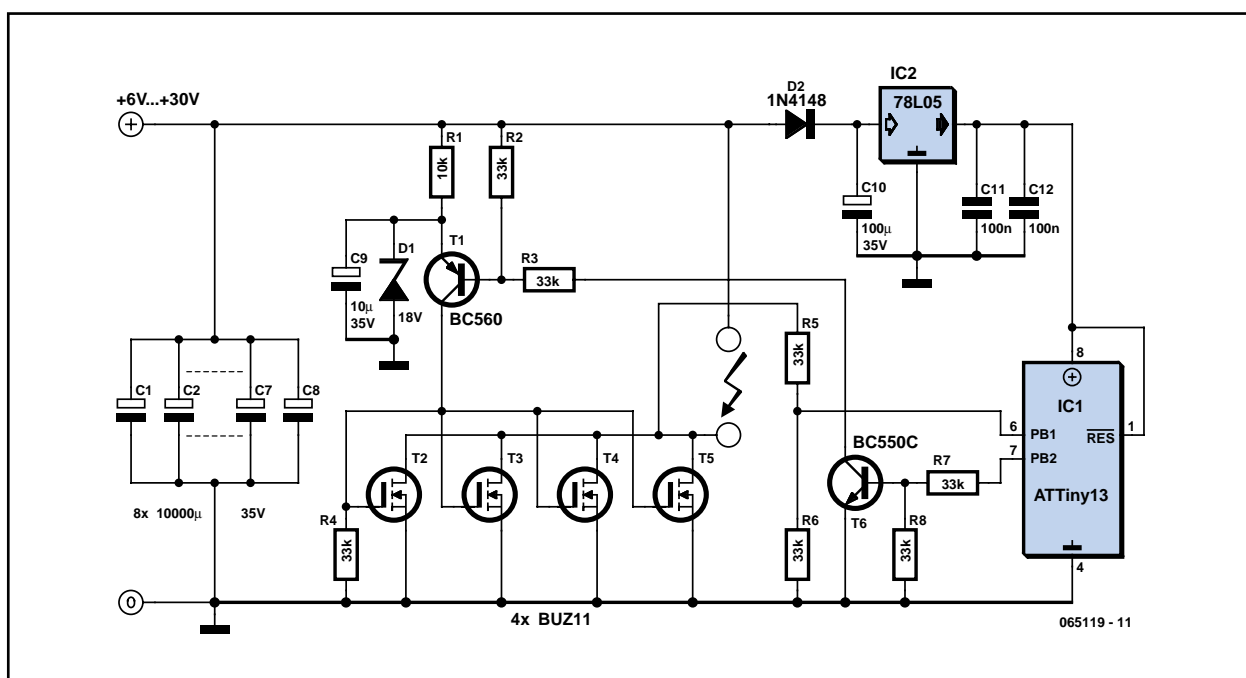 +6V...+30V
D2
1N4148
IC2
78L05
R1
10k
R2
33k
C10
100µ
35V
C11
100n
C12
100n
C9
10µ
35V
D1
18V
T1
BC560
R3
33k
R5
33k
C1
C2
C7
C8
8x 10000µ 35V
T2
T3
T4
T5
R4
33k
R6
33k
BC550C
T6
R7
33k
R8
33k
8
IC1
6
PB1
7
PB2
RES
1
ATTiny13
4
0
4x BUZ11
065119 - 11